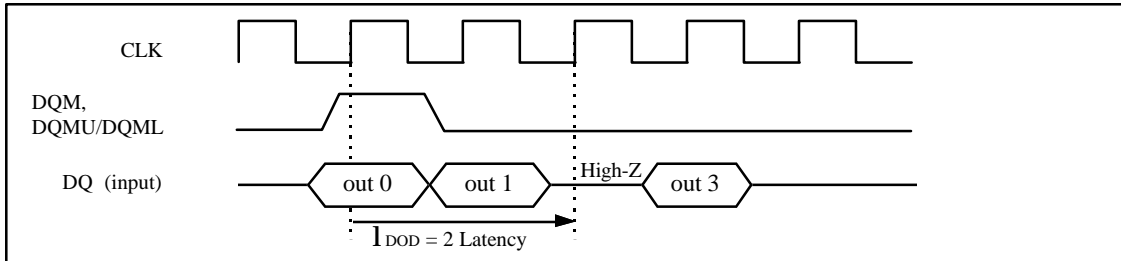 CLK
DQM,
DQMU/DQML
DQ (input)
out 0
out 1
High-Z
out 3
lDOD = 2 Latency